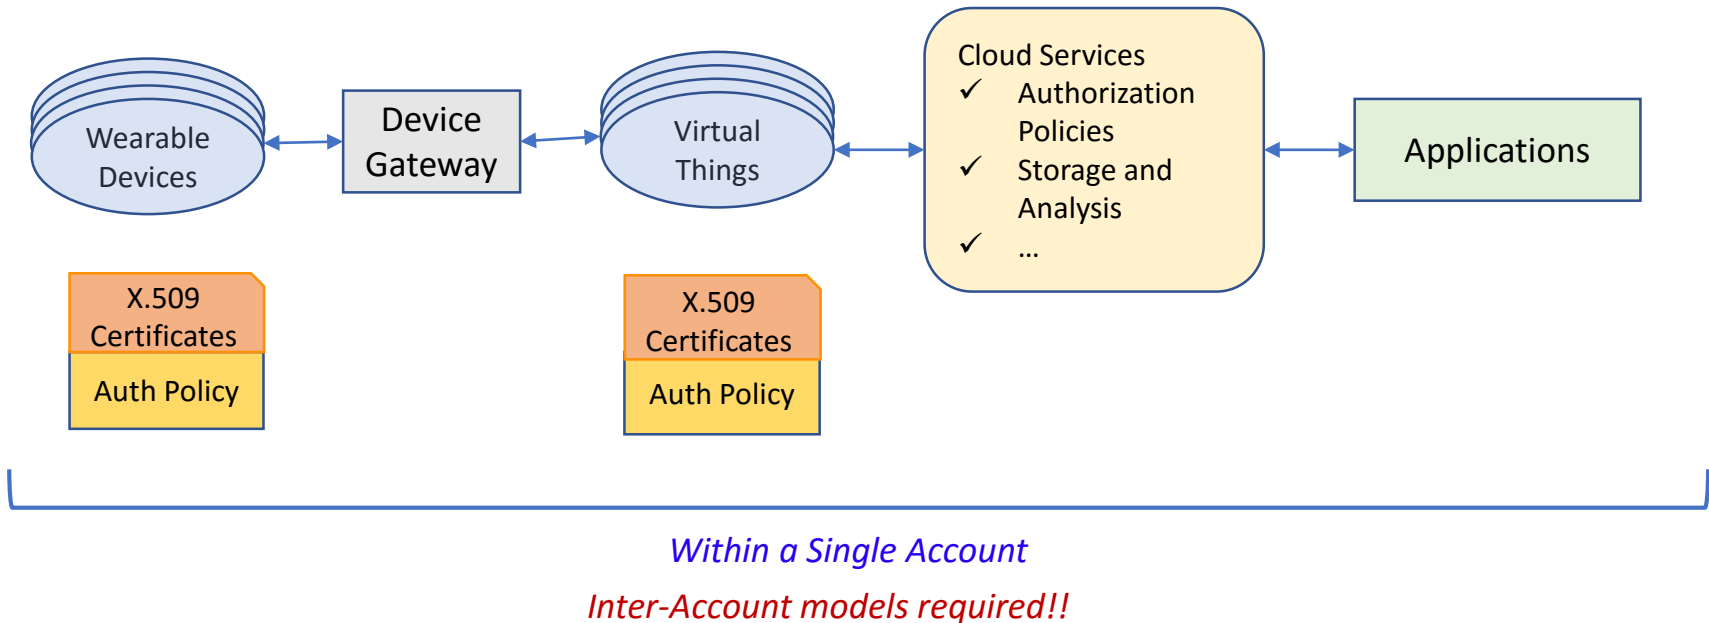 Wearable
Devices
Device
Gateway
Virtual
Things
Cloud Services
✓ Authorization
Policies
✓ Storage and
Analysis
✓ ...
Applications
X.509
Certificates
Auth Policy
X.509
Certificates
Auth Policy
Within a Single Account
Inter-Account models required!!